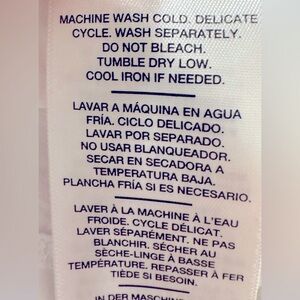 MACHINE WASH COLD. DELICATE
CYCLE. WASH SEPARATELY.
DO NOT BLEACH.
TUMBLE DRY LOW.
COOL IRON IF NEEDED.
LAVAR A MÁQUINA EN AGUA
FRÍA. CICLO DELICADO.
LAVAR POR SEPARADO.
NO USAR BLANQUEADOR.
SECAR EN SECADORA A
TEMPERATURA BAJA.
PLANCHA FRÍA SI ES NECESARIO.
LAVER À LA MACHINE À L'EAU
FROIDE. CYCLE DÉLICAT.
LAVER SÉPARÉMENT. NE PAS
BLANCHIR. SÉCHER AU
SÈCHE-LINGE À BASSE
TEMPÉRATURE. REPASSER À FER
TIÈDE SI BESOIN.
IN DER MASCHIN